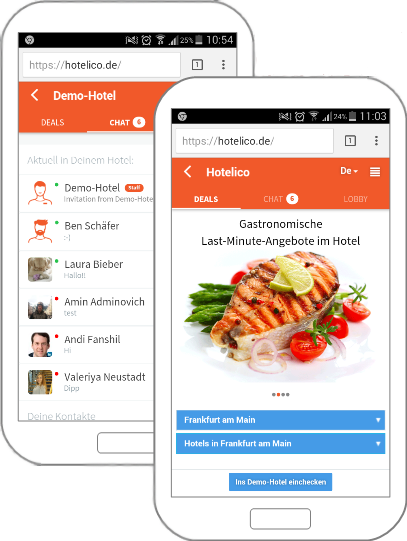 25% 10:54
https://hotelico.de/ 1
Demo-Hotel
DEALS CHAT 6
Aktuell in Deinem Hotel:
Demo-Hotel Staff
Invitation from Demo-Hote
Ben Schäfer
:-)
Laura Bieber
Hallo!!
Amin Adminovich
test
Andi Fanshil
Hi
Valeriya Neustadt
Dipp
Deine Kontakte
24% 11:03
https://hotelico.de/ 1
Hotelico De
DEALS CHAT 6 LOBBY
Gastronomische
Last-Minute-Angebote im Hotel
Frankfurt am Main
Hotels in Frankfurt am Main
Ins Demo-Hotel einchecken